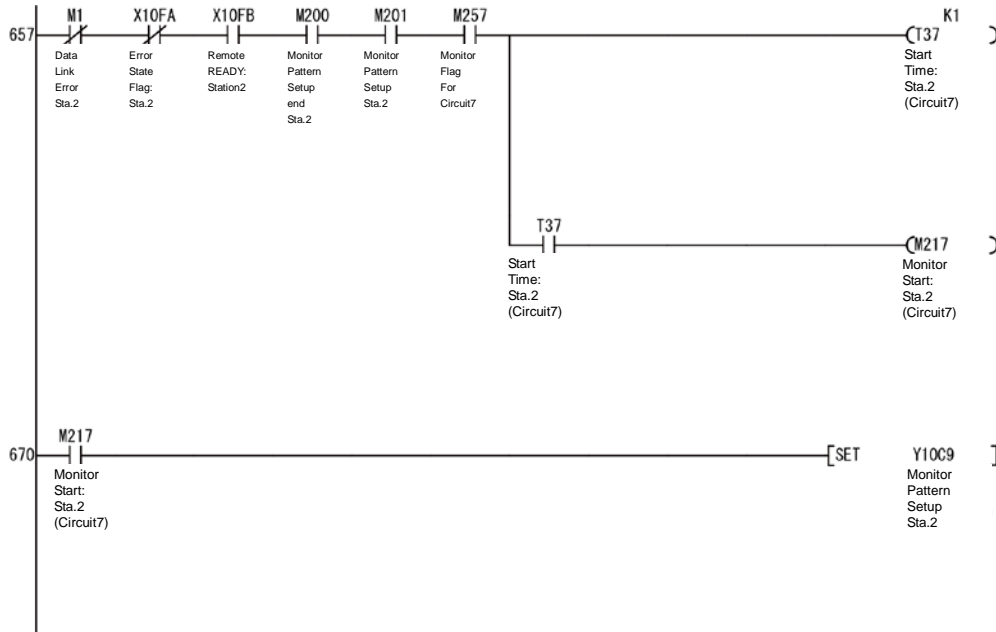 M1 X10FA X10FB M200 M201 M257 K1
657 (T37 )
Data Error Remote Monitor Monitor Monitor Start
Link State READY: Pattern Pattern Flag Time:
Error Flag: Station2 Setup Setup For Sta.2
Sta.2 Sta.2 end Sta.2 Circuit7 (Circuit7)
Sta.2
T37
(M217 )
Start Monitor
Time: Start:
Sta.2 Sta.2
(Circuit7) (Circuit7)
M217
670 [SET Y10C9 ]
Monitor Monitor
Start: Pattern
Sta.2 Setup
(Circuit7) Sta.2